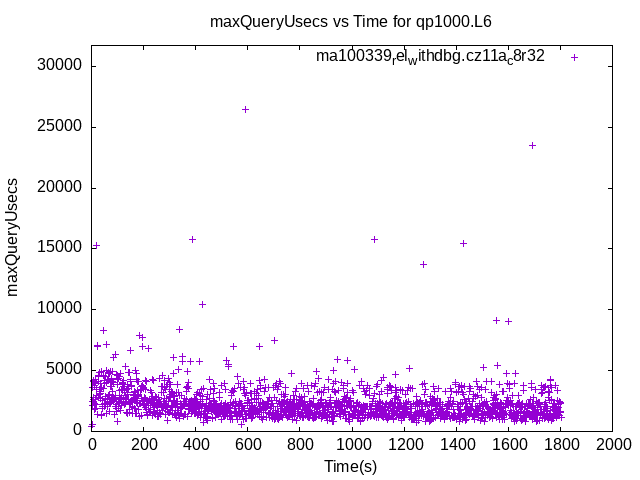 maxQueryUsecs vs Time for qp1000.L6
ma100339relwithdbg.cz11ac8r32
30000
25000
20000
15000
10000
5000
0
maxQueryUsecs
0 200 400 600 800 1000 1200 1400 1600 1800 2000
Time(s)